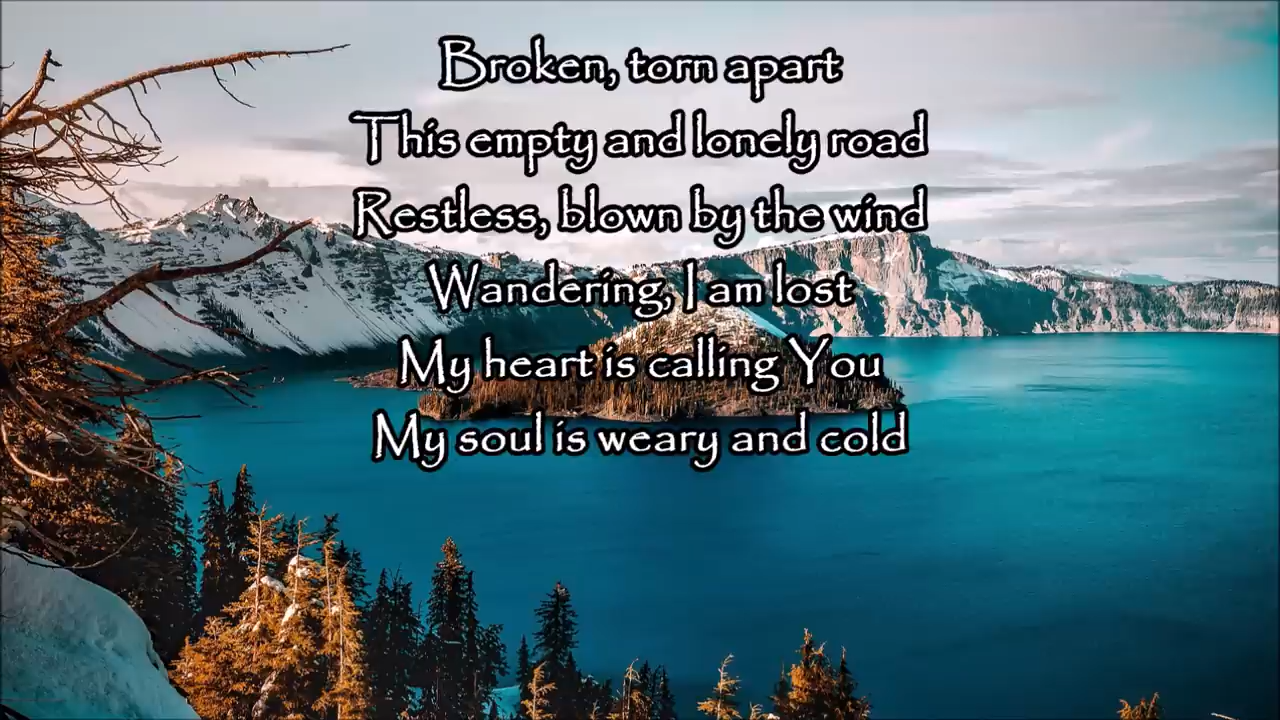 Broken, torn apart
This empty and lonely road
Restless, blown by the wind
Wandering, I am lost
My heart is calling You
My soul is weary and cold